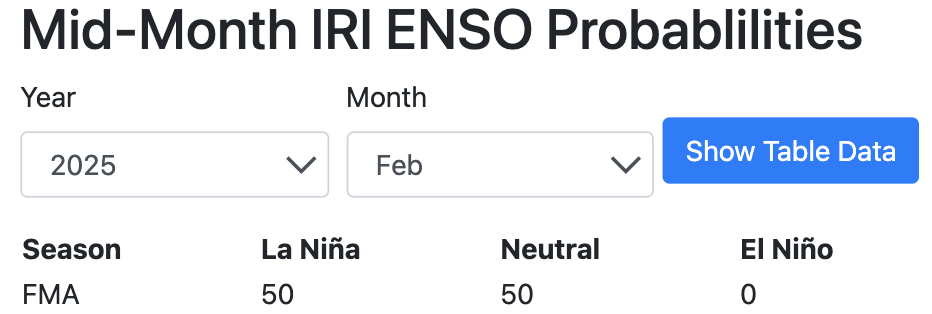 Mid-Month IRI ENSO Probablilities
Year Month
2025 Feb Show Table Data
Season La Niña Neutral El Niño
FMA 50 50 0